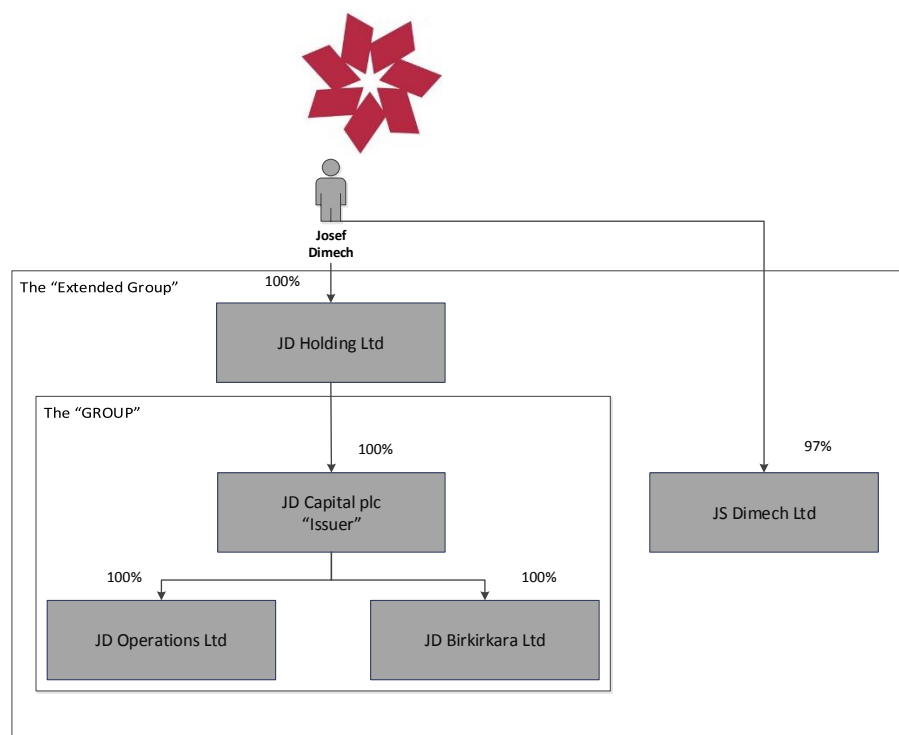 Josef
Dimech
The “Extended Group”
100%
JD Holding Ltd
The “GROUP”
100%
97%
JD Capital plc
“Issuer”
JS Dimech Ltd
100%
100%
JD Operations Ltd
JD Birkirkara Ltd